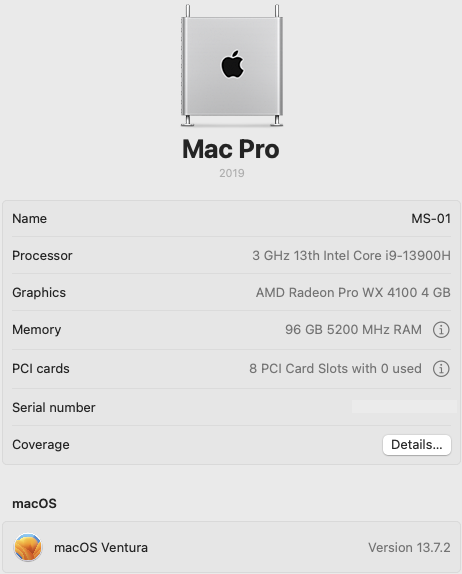 Mac Pro
2019
Name MS-01
Processor 3 GHz 13th Intel Core i9-13900H
Graphics AMD Radeon Pro WX 4100 4 GB
Memory 96 GB 5200 MHz RAM
PCI cards 8 PCI Card Slots with 0 used
Serial number
Coverage Details...
macOS
macOS Ventura Version 13.7.2